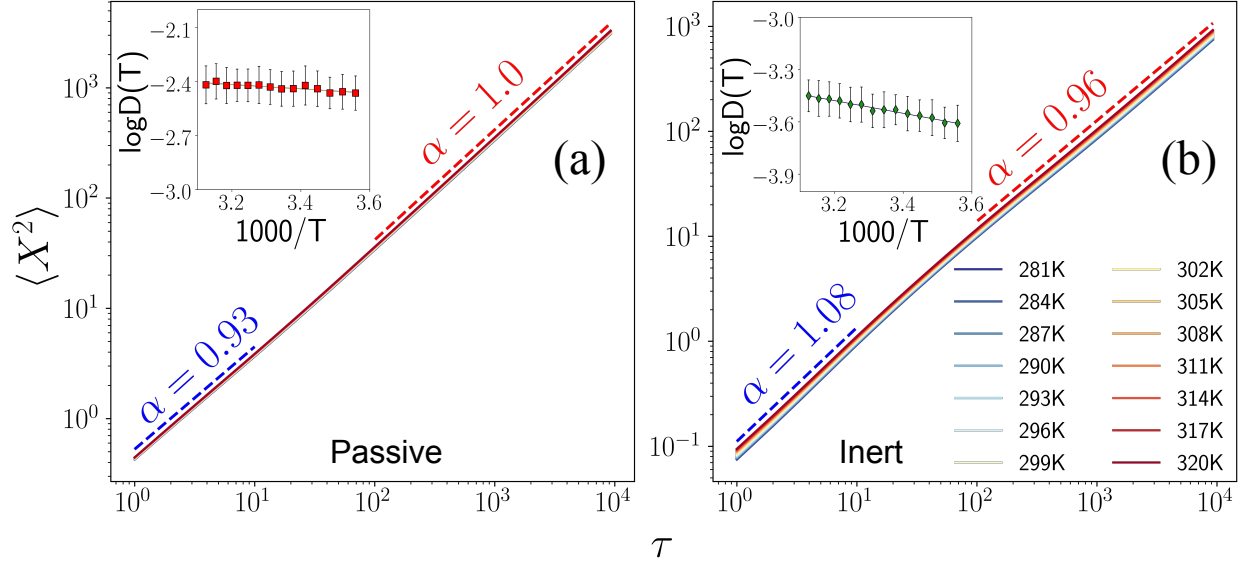 ⟨X²⟩
(a)
Passive
α = 0.93
α = 1.0
10⁰
10¹
10²
10³
10⁰
10¹
10²
10³
10⁴
logD(T)
−2.1
−2.4
−2.7
−3.0
3.2
3.4
3.6
1000/T
(b)
Inert
α = 1.08
α = 0.96
10⁻¹
10⁰
10¹
10²
10³
10⁰
10¹
10²
10³
10⁴
logD(T)
−3.0
−3.3
−3.6
−3.9
3.2
3.4
3.6
1000/T
281K
284K
287K
290K
293K
296K
299K
302K
305K
308K
311K
314K
317K
320K
τ